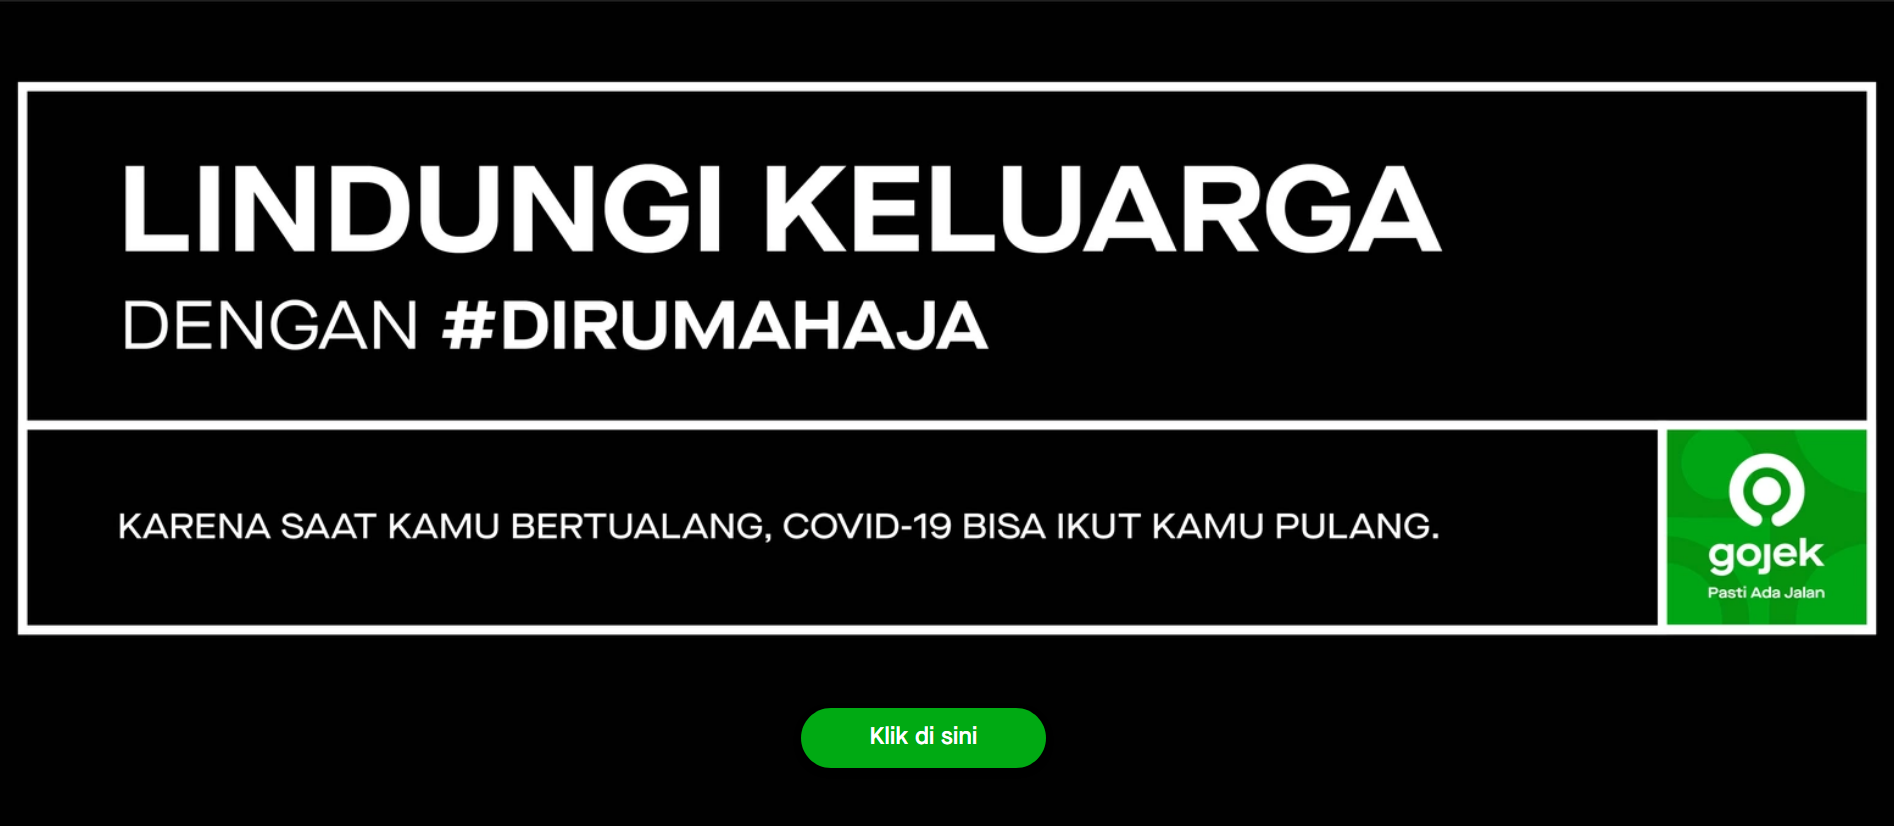 LINDUNGI KELUARGA
DENGAN #DIRUMAHAJA
KARENA SAAT KAMU BERTUALANG, COVID-19 BISA IKUT KAMU PULANG.
gojek
Pasti Ada Jalan
Klik di sini